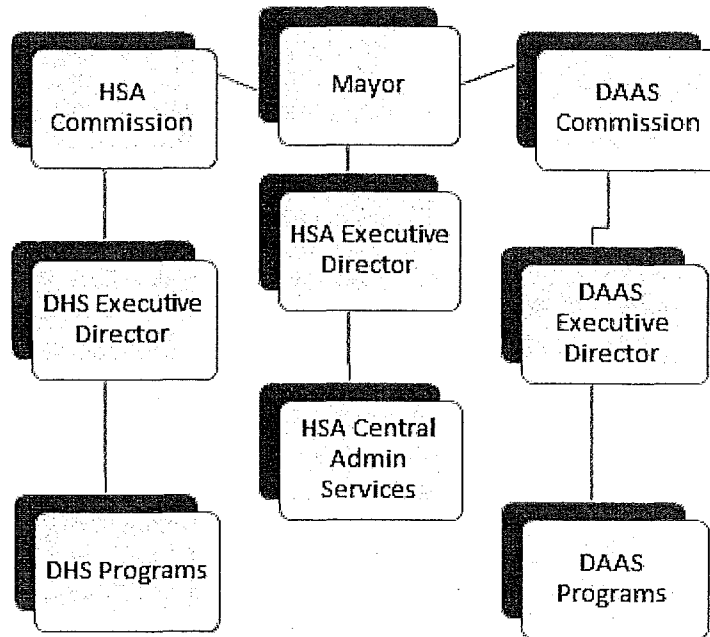 HSA
Commission
Mayor
DAAS
Commission
HSA Executive
Director
DHS Executive
Director
DAAS
Executive
Director
HSA Central
Admin
Services
DHS Programs
DAAS
Programs